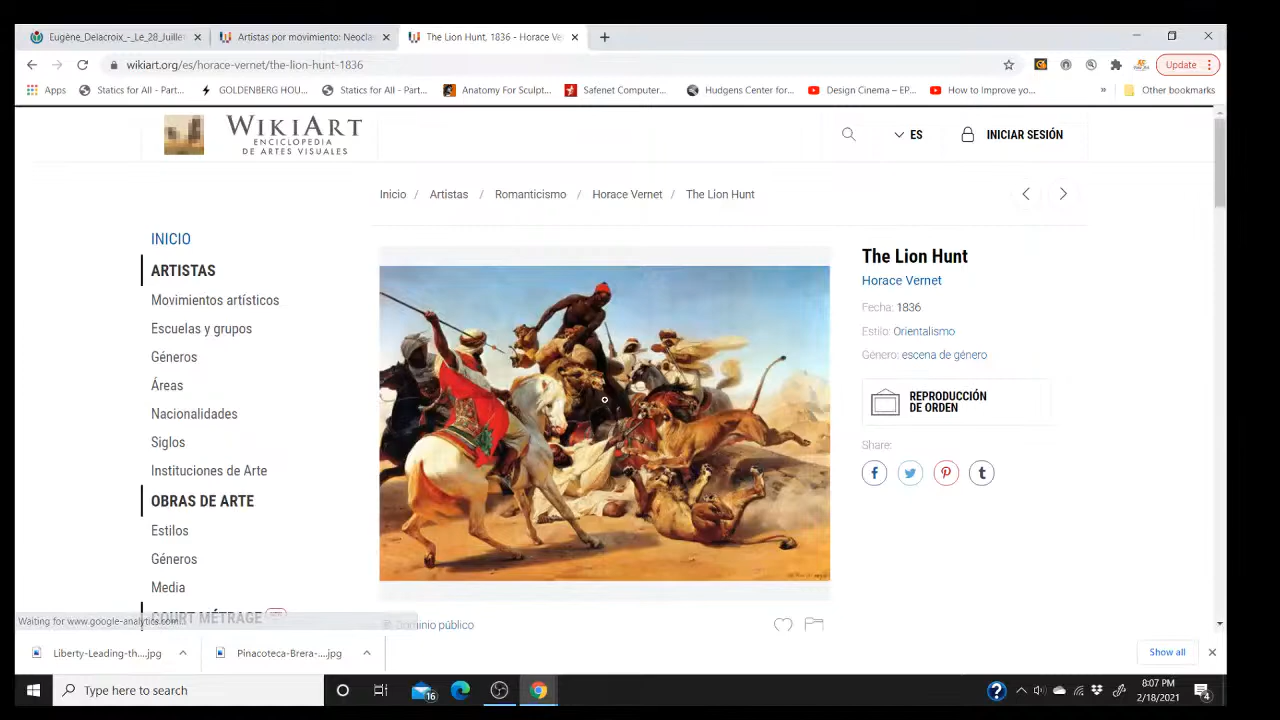 Eugène_Delacroix_-_Le_28_Juillet
Artistas por movimiento: Neoclas
The Lion Hunt, 1836 - Horace Ve
wikiart.org/es/horace-vernet/the-lion-hunt-1836
Update
Apps
Statics for All - Part...
GOLDENBERG HOU...
Statics for All - Part...
Anatomy For Sculpt...
Safenet Computer...
Hudgens Center for...
Design Cinema – EP...
How to Improve yo...
»
Other bookmarks
WIKIART
ENCICLOPEDIA
DE ARTES VISUALES
ES
INICIAR SESIÓN
Inicio / Artistas / Romanticismo / Horace Vernet / The Lion Hunt
INICIO
ARTISTAS
Movimientos artísticos
Escuelas y grupos
Géneros
Áreas
Nacionalidades
Siglos
Instituciones de Arte
OBRAS DE ARTE
Estilos
Géneros
Media
COURT MÉTRAGE
The Lion Hunt
Horace Vernet
Fecha: 1836
Estilo: Orientalismo
Género: escena de género
REPRODUCCIÓN
DE ORDEN
Share:
Dominio público
Waiting for www.google-analytics.com...
Liberty-Leading-th....jpg
Pinacoteca-Brera-....jpg
Show all
Type here to search
16
8:07 PM
2/18/2021
4